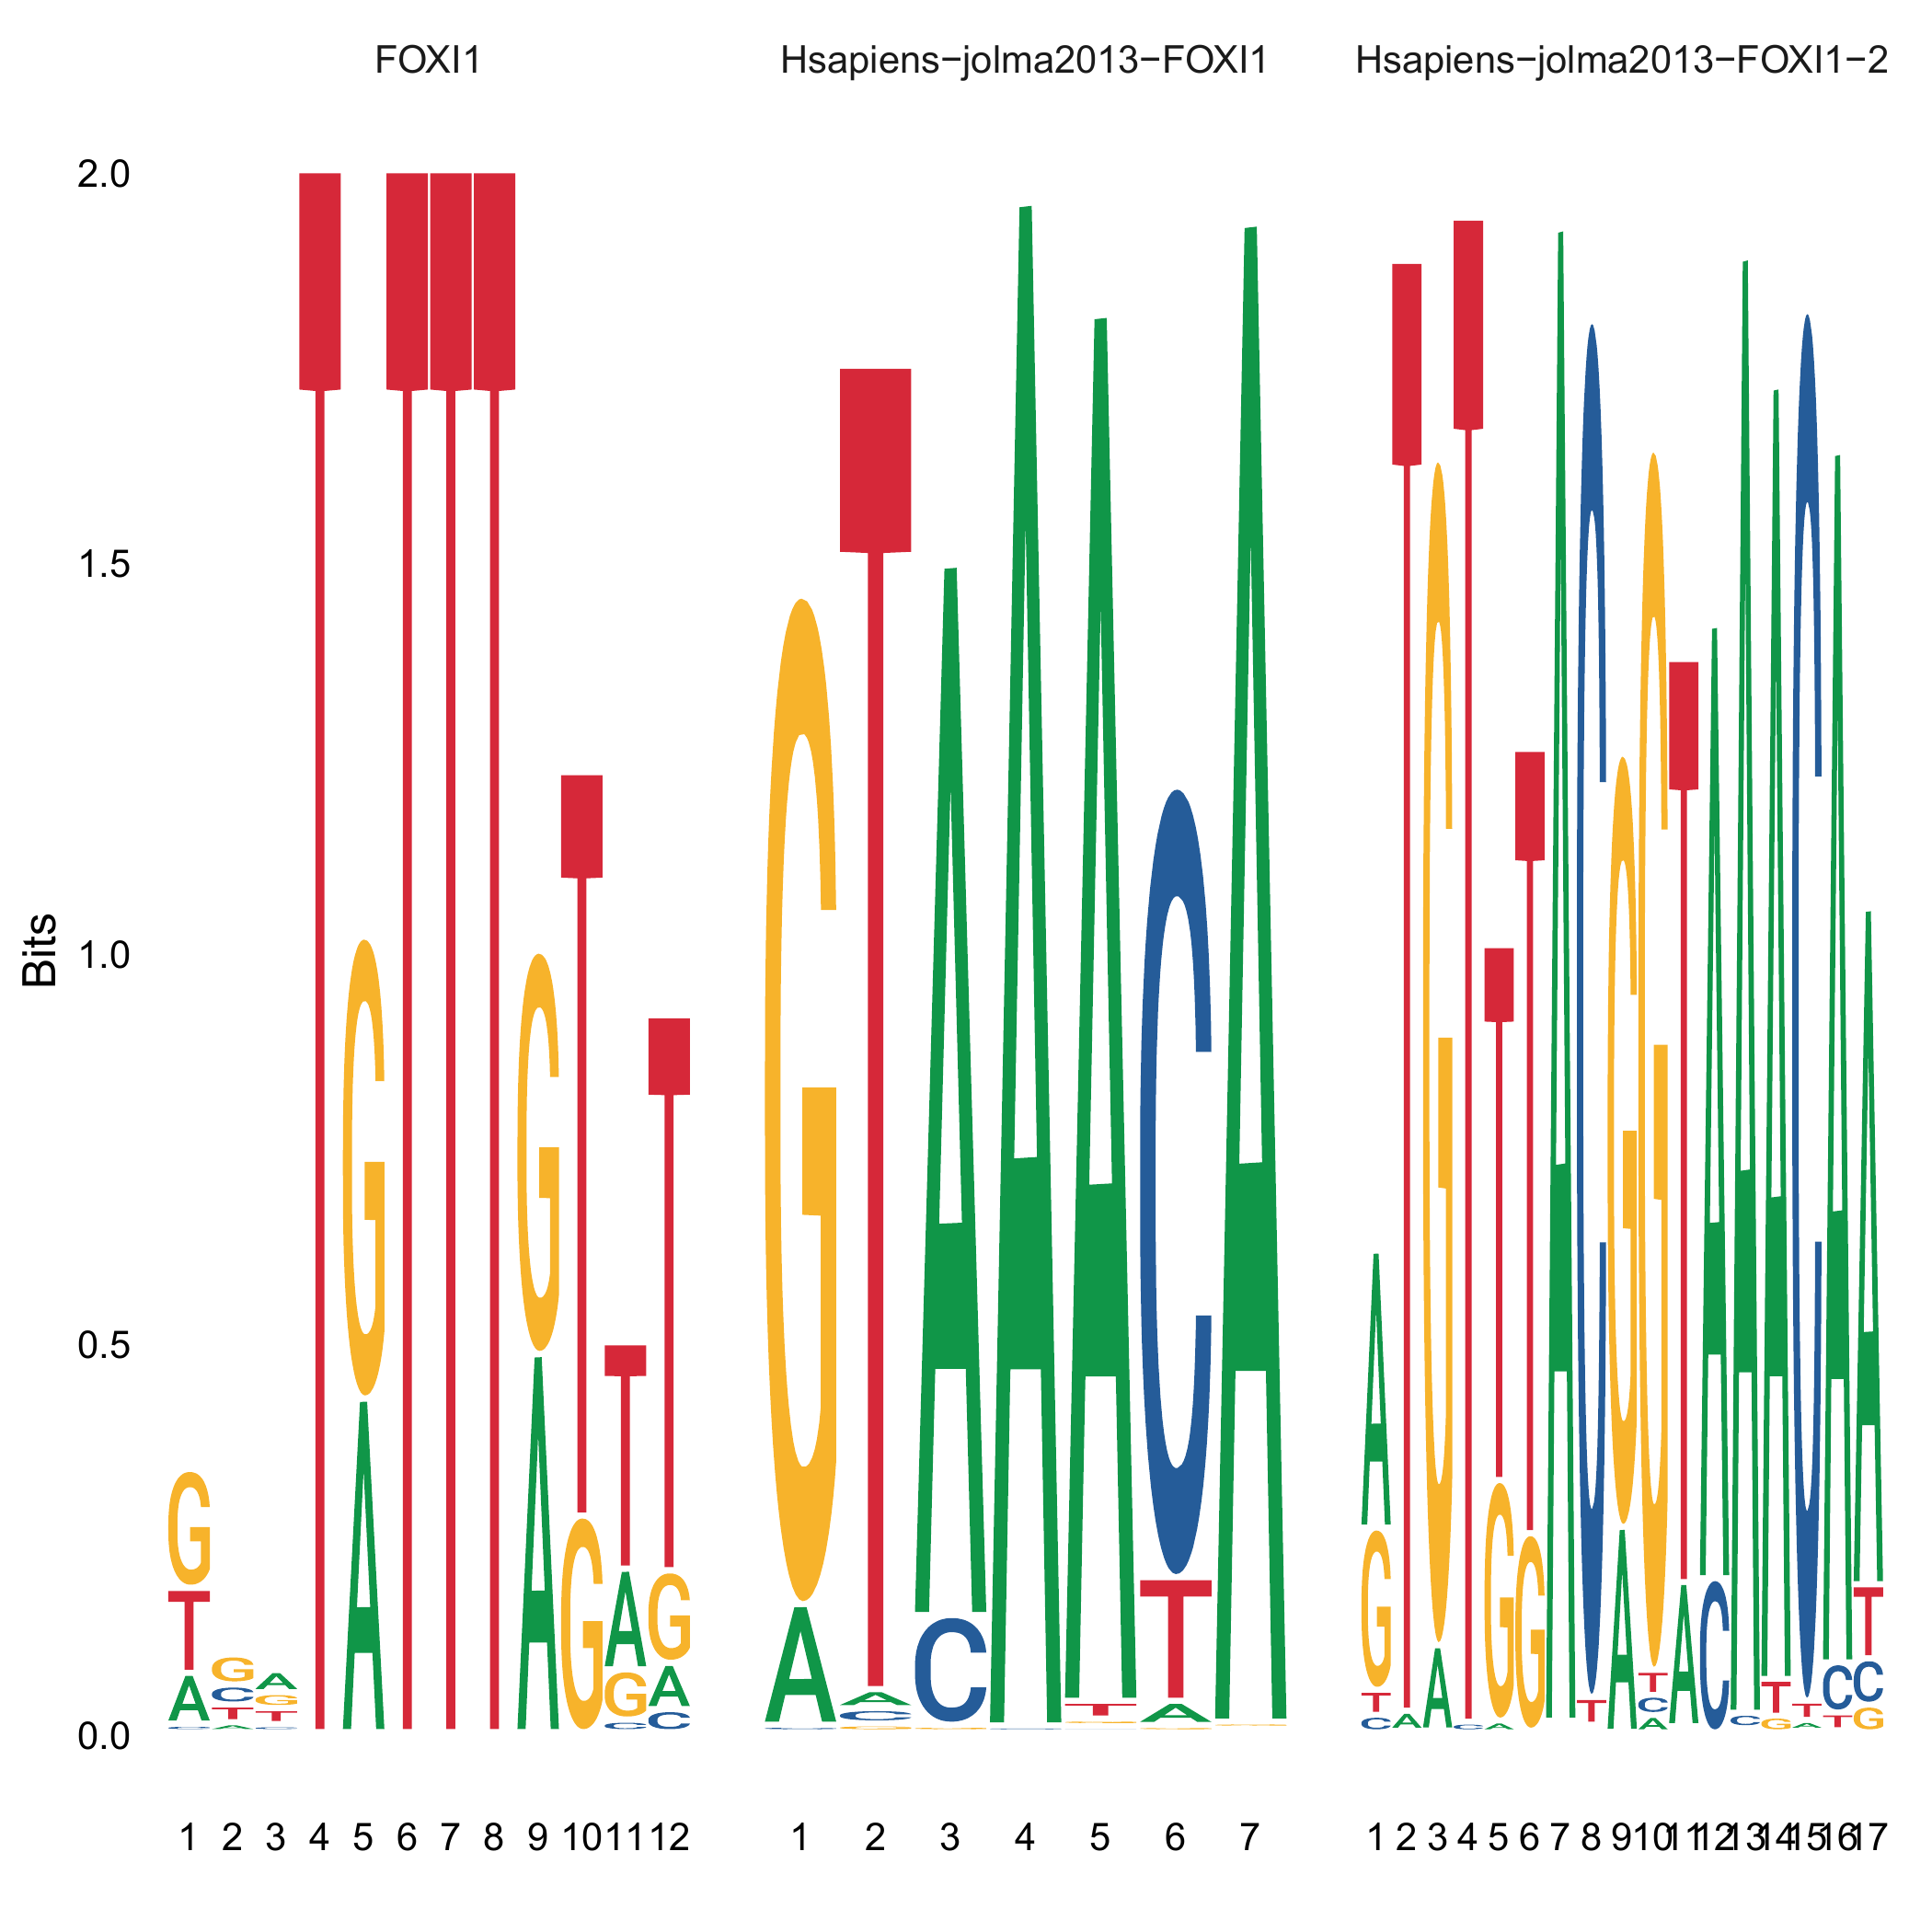 FOXI1 Hsapiens−jolma2013−FOXI1 Hsapiens−jolma2013−FOXI1−2
2.0
1.5
1.0
0.5
0.0
Bits
G T A C
G C T A
A G T C
T
G A
T
T
T
G A
T G
T A G C
T G A C
G A C
T A C G
A C G
A C
A T G
C T A G
A G
A G T C
T A
G A
T C
T G A
T G
A
C T
G A
G T C A
T A
A C
A C
A T G
C T A
A C T
A T C G
1 2 3 4 5 6 7 8 9 10 11 12 1 2 3 4 5 6 7 1 2 3 4 5 6 7 8 9 10 11 12 13 14 15 16 17